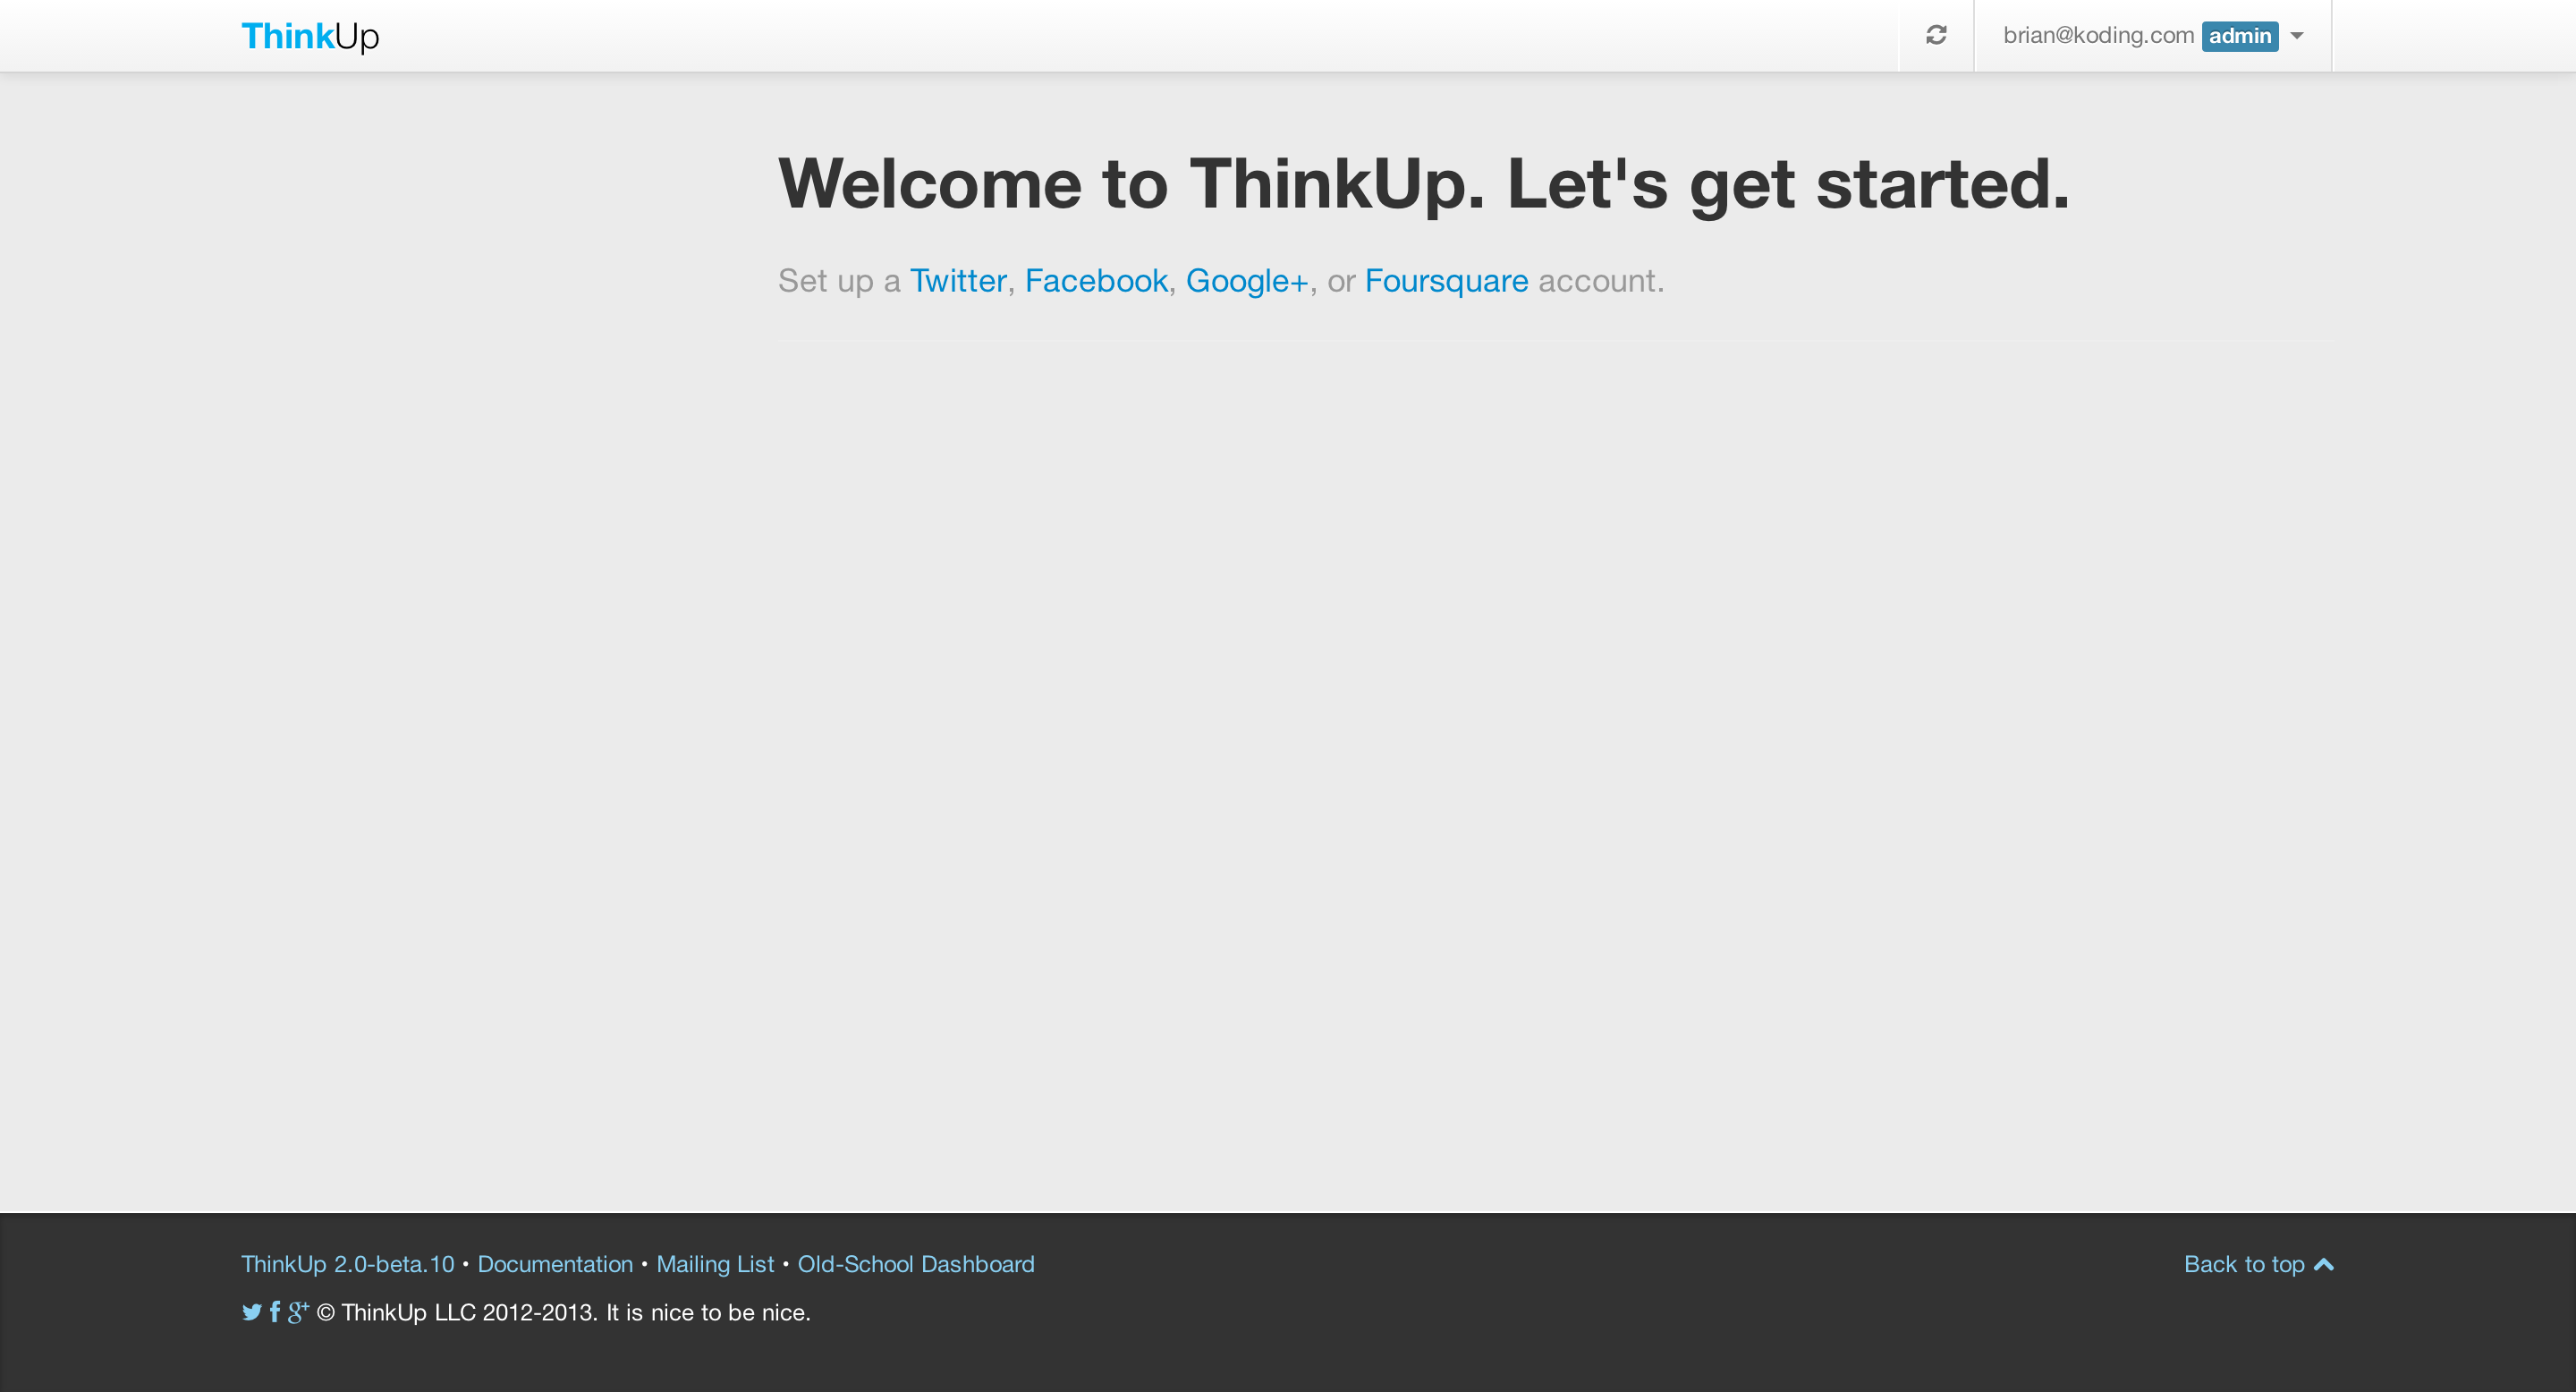 ThinkUp
brian@koding.com admin
Welcome to ThinkUp. Let's get started.
Set up a Twitter, Facebook, Google+, or Foursquare account.
ThinkUp 2.0-beta.10 • Documentation • Mailing List • Old-School Dashboard
Back to top
© ThinkUp LLC 2012-2013. It is nice to be nice.